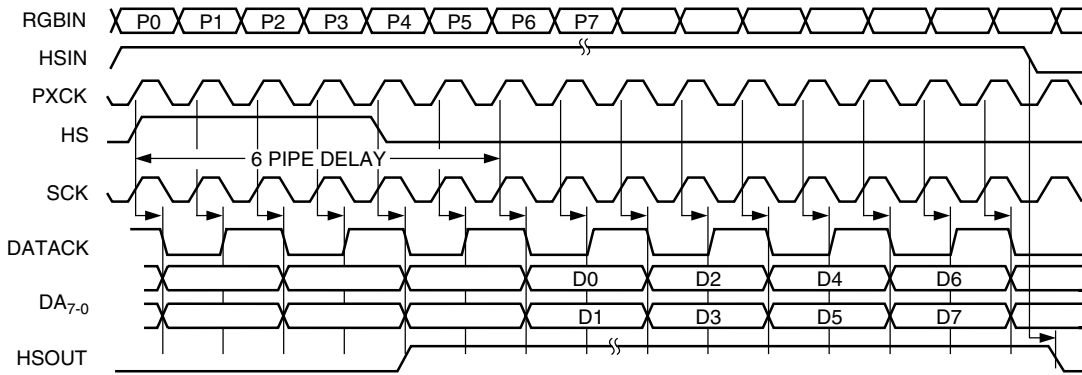 RGBIN P0 P1 P2 P3 P4 P5 P6 P7
HSIN
PXCK
HS
6 PIPE DELAY
SCK
DATACK
D0 D2 D4 D6
DA7-0
D1 D3 D5 D7
HSOUT